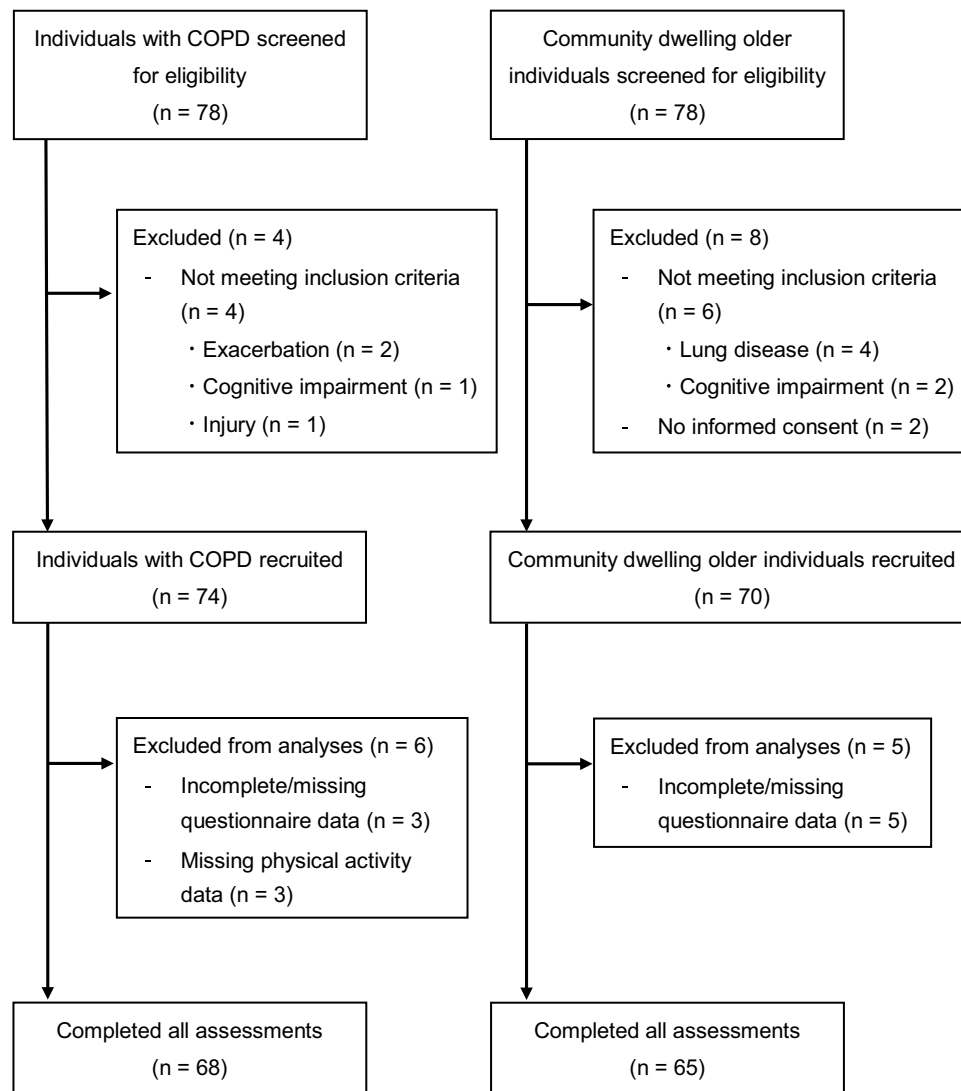 Individuals with COPD screened
for eligibility
(n = 78)
Community dwelling older
individuals screened for eligibility
(n = 78)
Excluded (n = 4)
- Not meeting inclusion criteria
(n = 4)
・Exacerbation (n = 2)
・Cognitive impairment (n = 1)
・Injury (n = 1)
Excluded (n = 8)
- Not meeting inclusion criteria
(n = 6)
・Lung disease (n = 4)
・Cognitive impairment (n = 2)
- No informed consent (n = 2)
Individuals with COPD recruited
(n = 74)
Community dwelling older individuals recruited
(n = 70)
Excluded from analyses (n = 6)
- Incomplete/missing
questionnaire data (n = 3)
- Missing physical activity
data (n = 3)
Excluded from analyses (n = 5)
- Incomplete/missing
questionnaire data (n = 5)
Completed all assessments
(n = 68)
Completed all assessments
(n = 65)